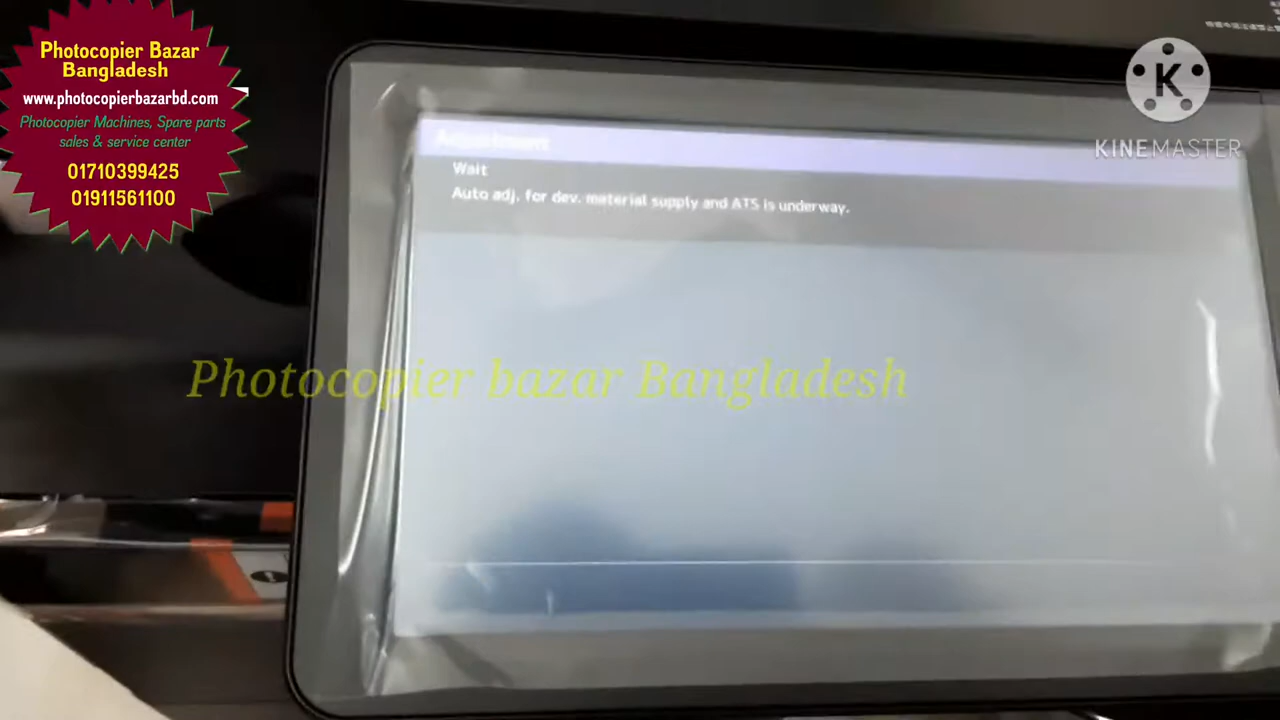 Photocopier Bazar
Bangladesh
www.photocopierbazarbd.com
Photocopier Machines, Spare parts
sales & service center
01710399425
01911561100
K
KINEMASTER
Adjustment
Wait
Auto adj. for dev. material supply and ATS is underway.
Photocopier bazar Bangladesh